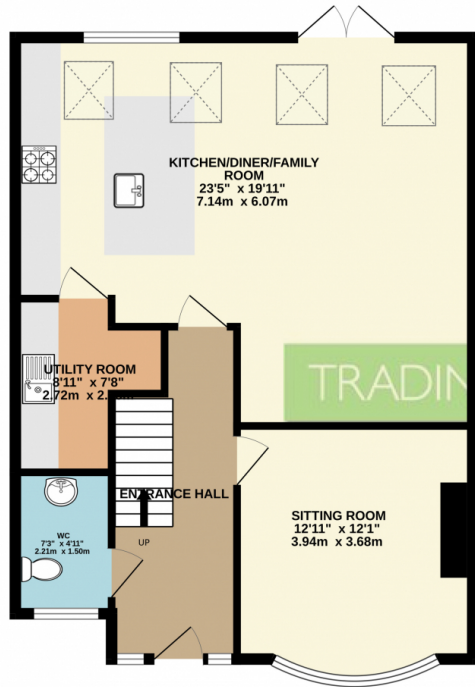 KITCHEN/DINER/FAMILY
ROOM
23'5" x 19'11"
7.14m x 6.07m
UTILITY ROOM
8'11" x 7'8"
2.72m x
TRADIN
ENTRANCE HALL
UP
WC
7'3" x 4'11"
2.21m x 1.50m
SITTING ROOM
12'11" x 12'1"
3.94m x 3.68m